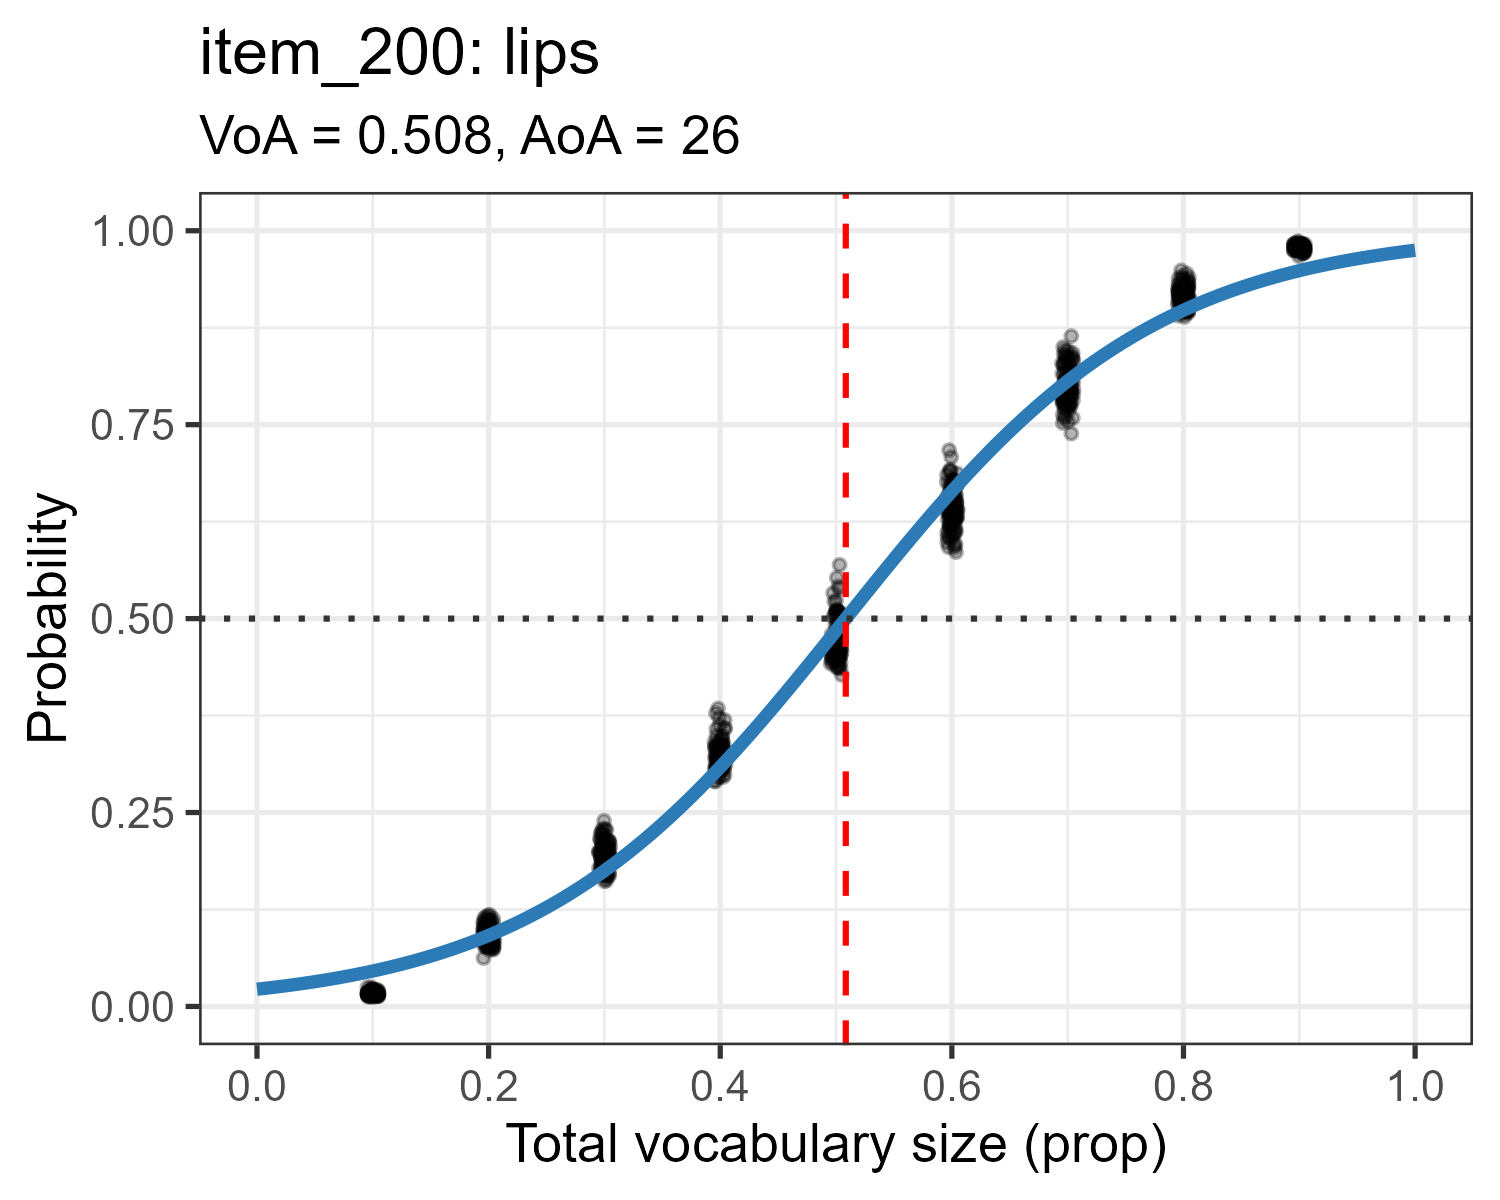 item_200: lips
VoA = 0.508, AoA = 26
1.00
0.75
0.50
0.25
0.00
Probability
0.0 0.2 0.4 0.6 0.8 1.0
Total vocabulary size (prop)